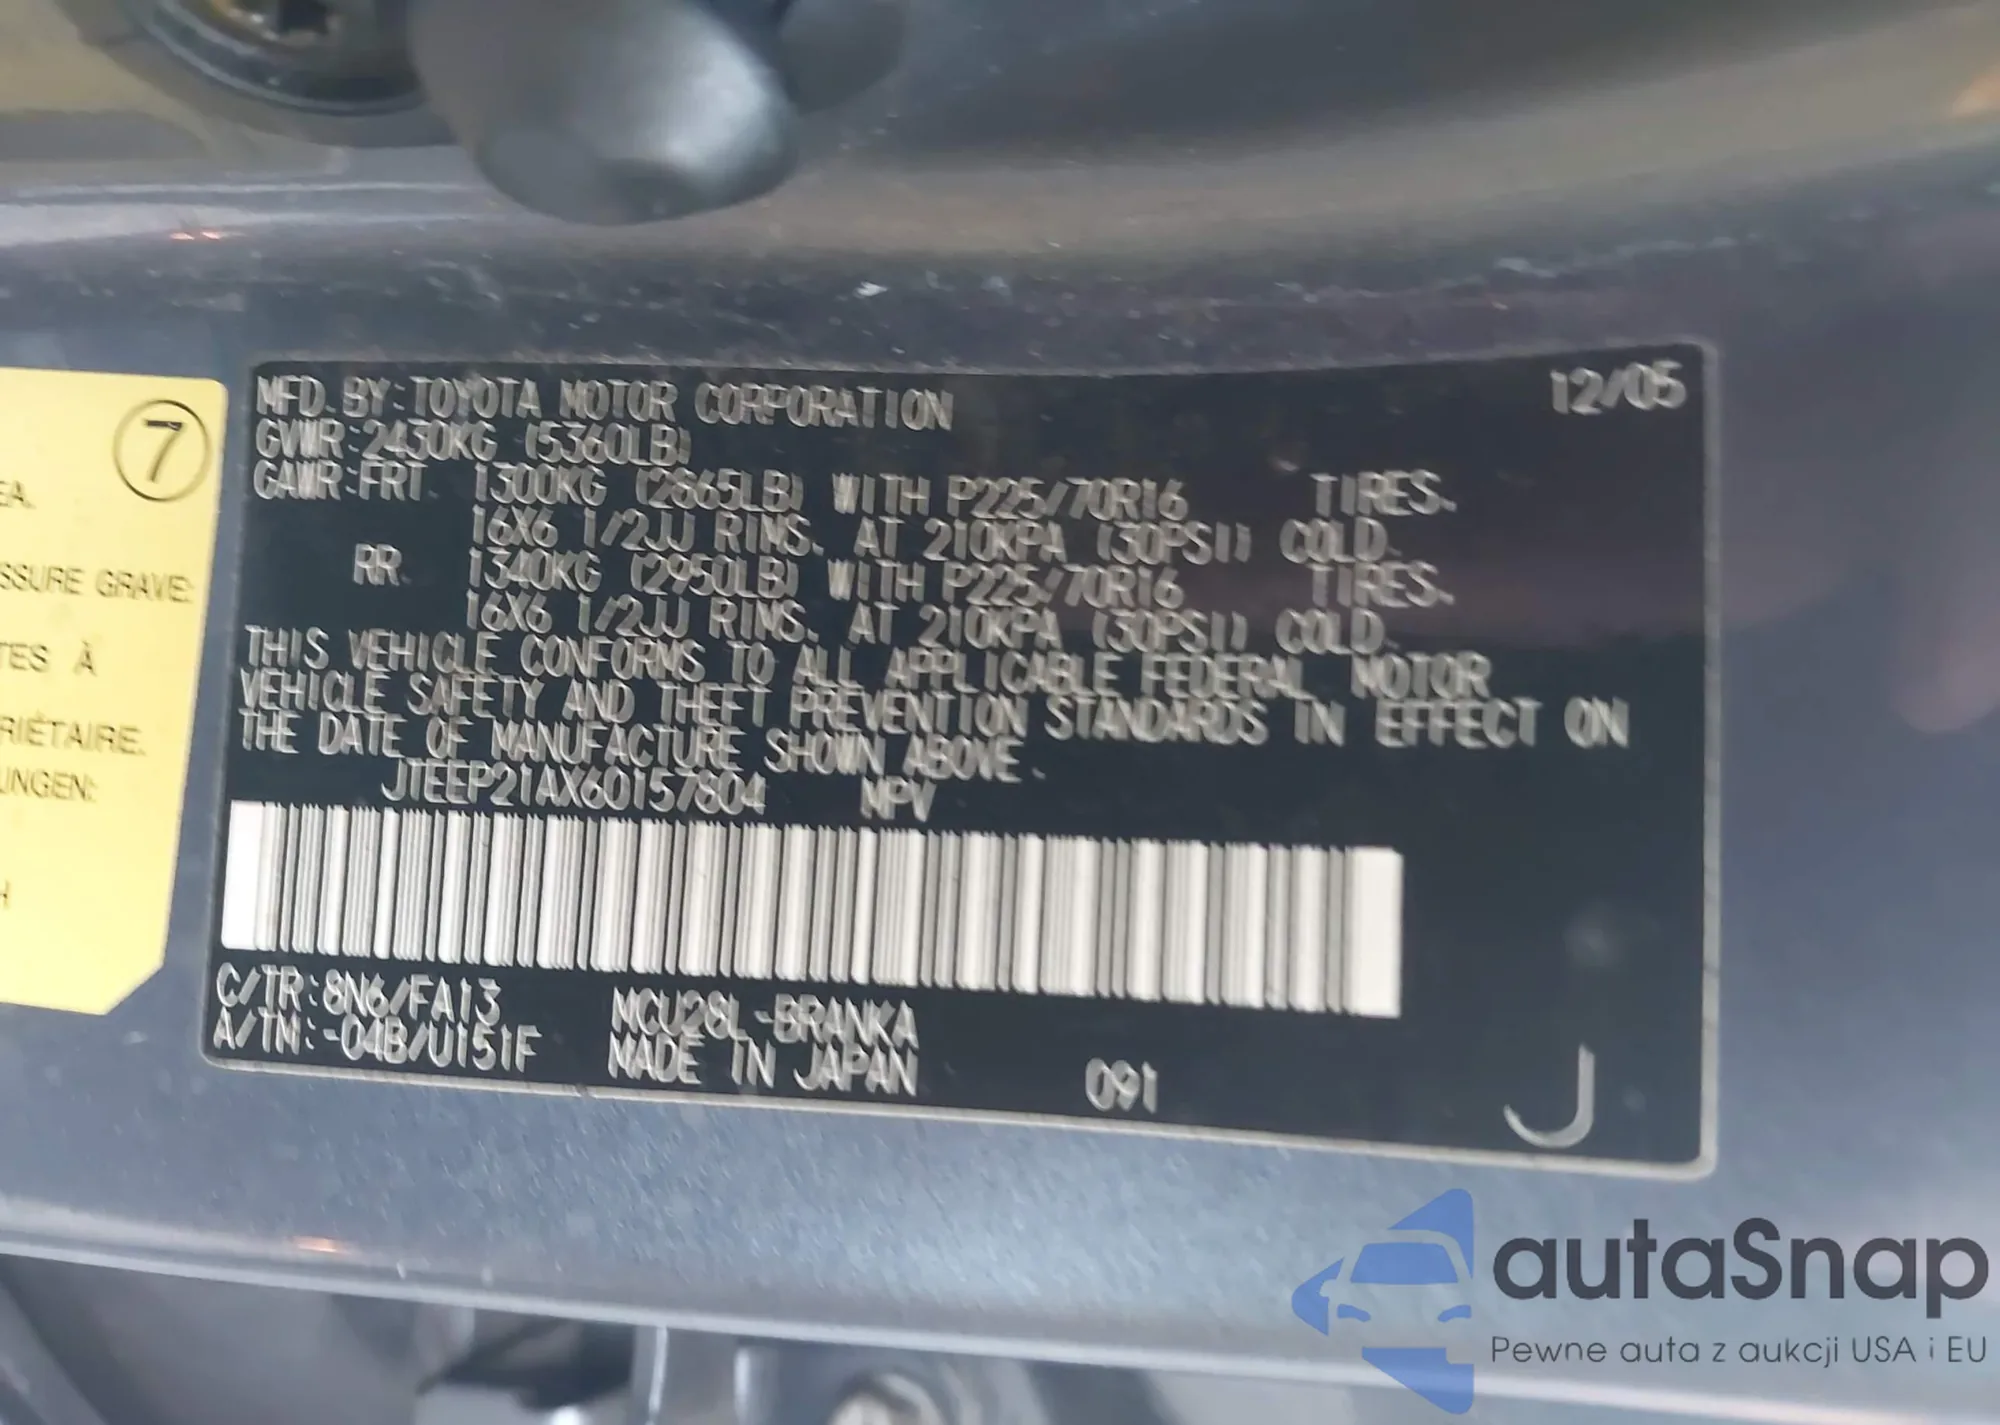 MFD. BY: TOYOTA MOTOR CORPORATION 12/05
GVWR: 2430KG (5360LB)
GAWR: FRT. 1300KG (2865LB) WITH P225/70R16 TIRES.
16X6 1/2JJ RIMS. AT 210KPA (30PSI) COLD.
RR. 1340KG (2950LB) WITH P225/70R16 TIRES.
16X6 1/2JJ RIMS. AT 210KPA (30PSI) COLD.
THIS VEHICLE CONFORMS TO ALL APPLICABLE FEDERAL MOTOR
VEHICLE SAFETY AND THEFT PREVENTION STANDARDS IN EFFECT ON
THE DATE OF MANUFACTURE SHOWN ABOVE.
JTEEP21AX60157804 MPV
C/TR: 8N6/FA13 MCU28L-BRANKA
A/TM: -04B/U151F MADE IN JAPAN 091
J
7
EA.
SSURE GRAVE:
TES À
RIÉTAIRE.
UNGEN:
H
autaSnap
Pewne auta z aukcji USA i EU